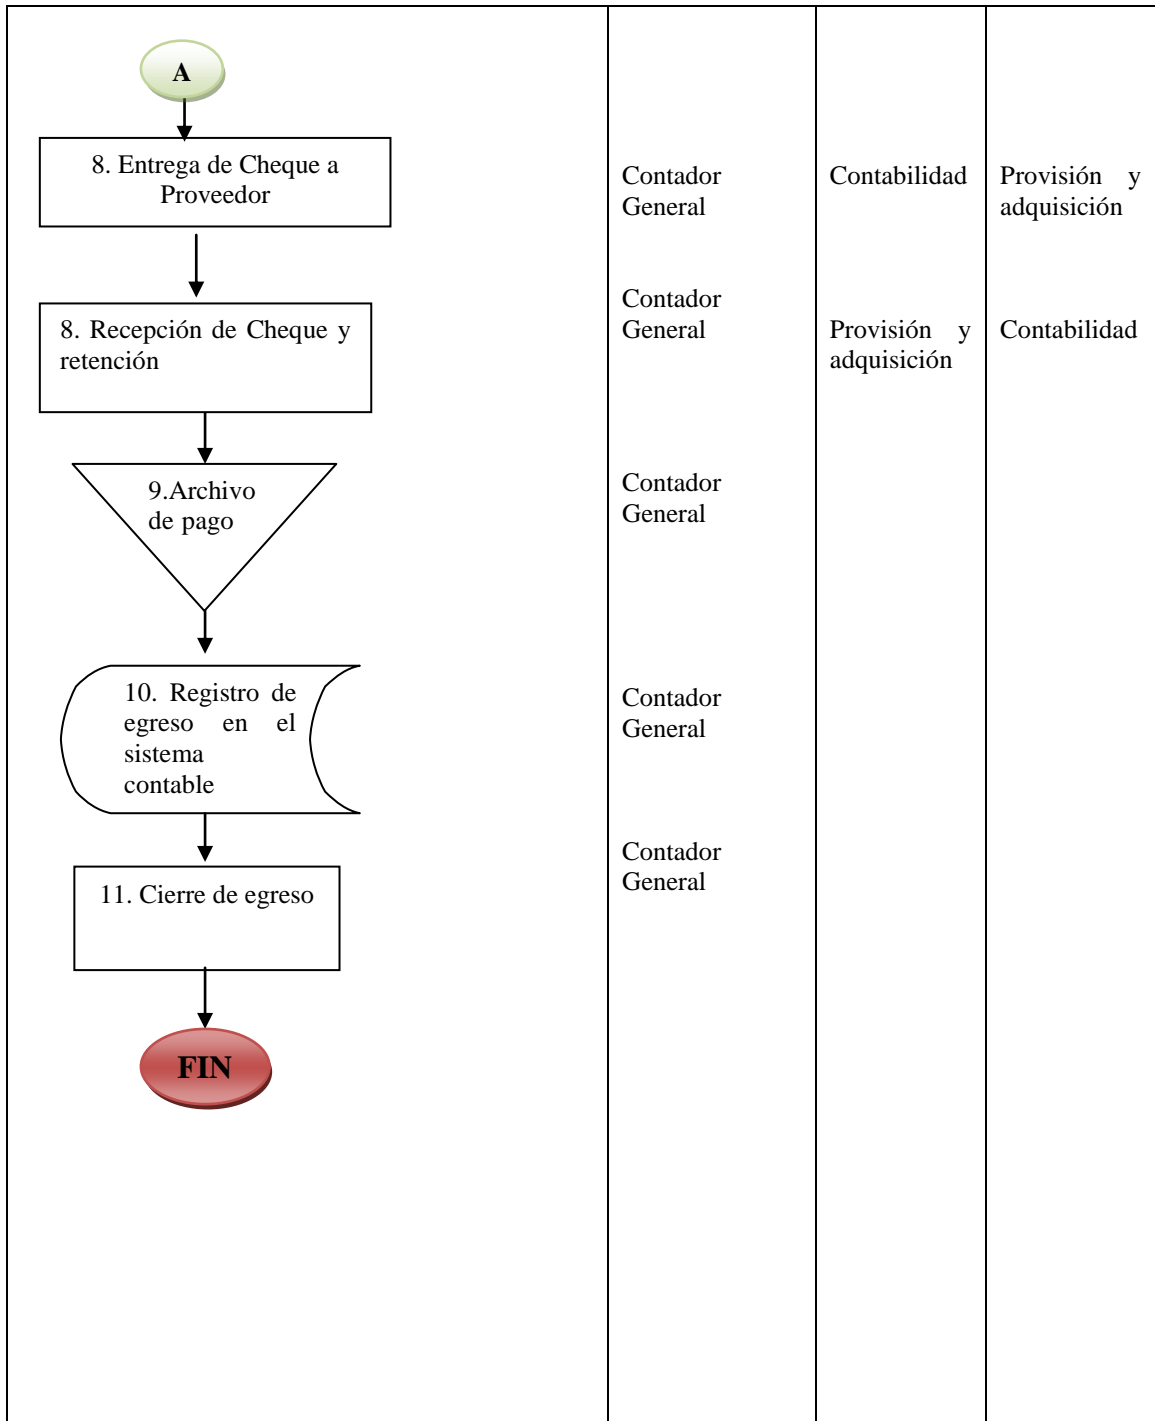 A
8. Entrega de Cheque a
Proveedor
Contador
General
Contabilidad
Provisión y
adquisición
8. Recepción de Cheque y
retención
Contador
General
Provisión y
adquisición
Contabilidad
9.Archivo
de pago
Contador
General
10. Registro de
egreso en el
sistema
contable
Contador
General
11. Cierre de egreso
Contador
General
FIN